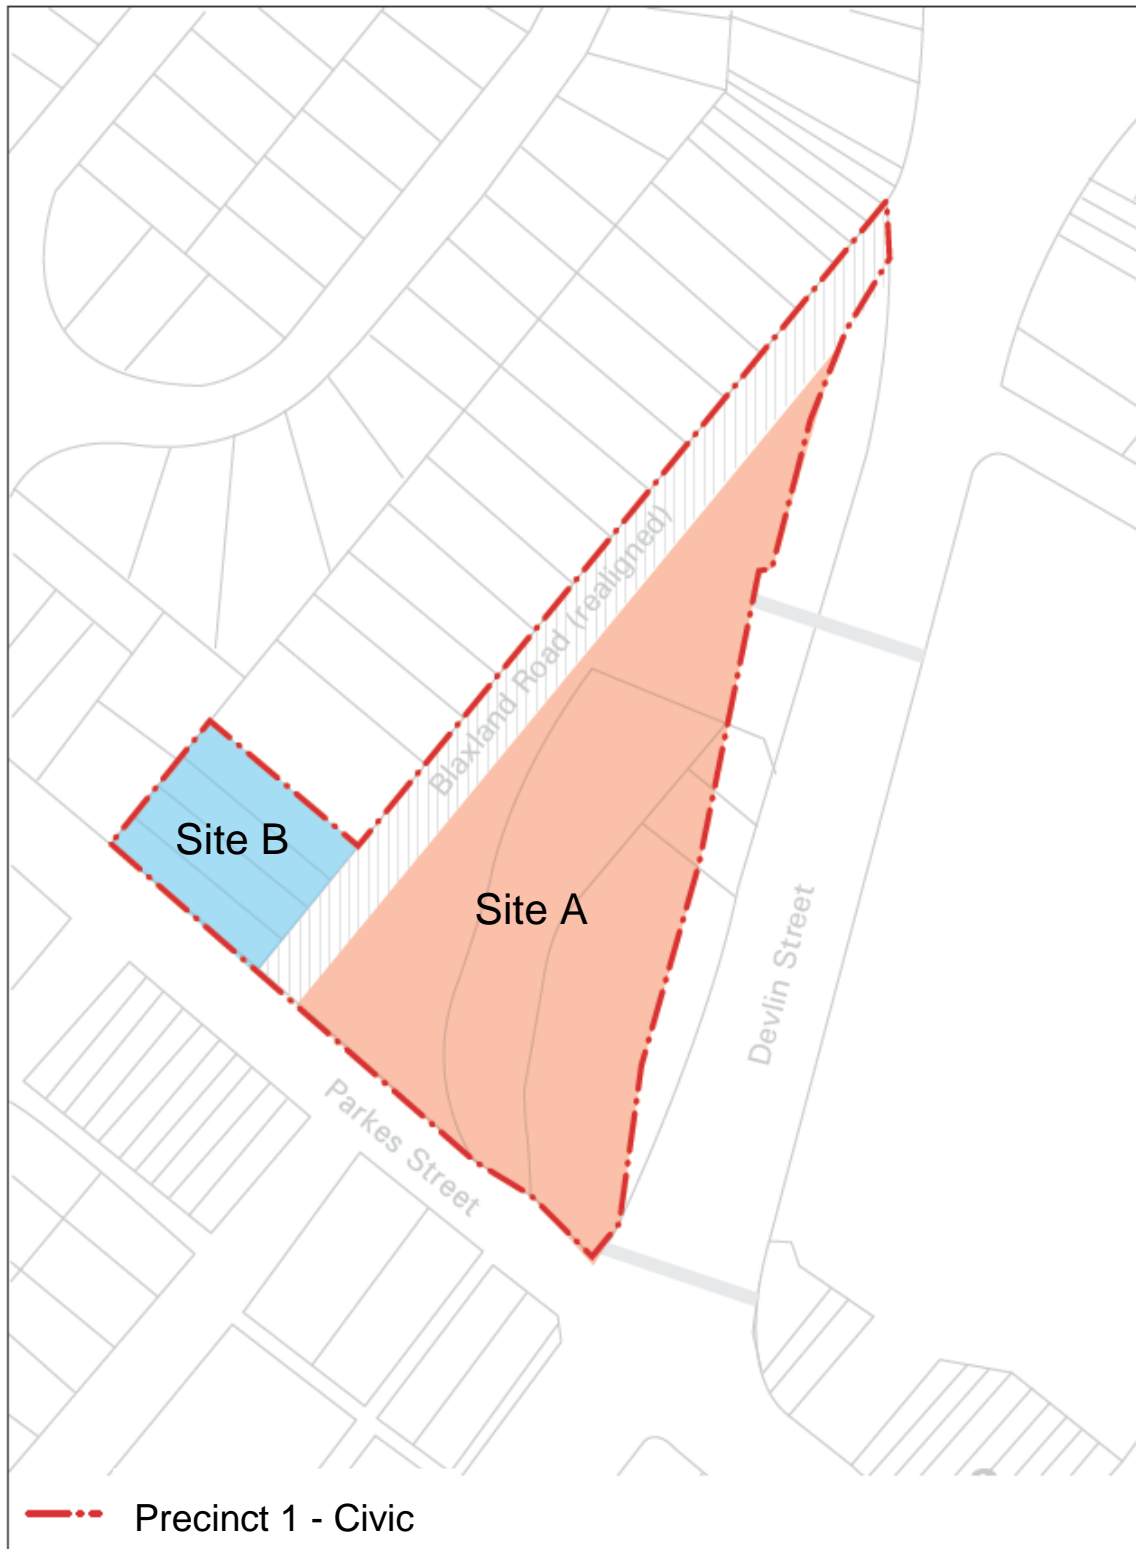 Blaxland Road (realigned)
Site B
Site A
Devlin Street
Parkes Street
Precinct 1 - Civic